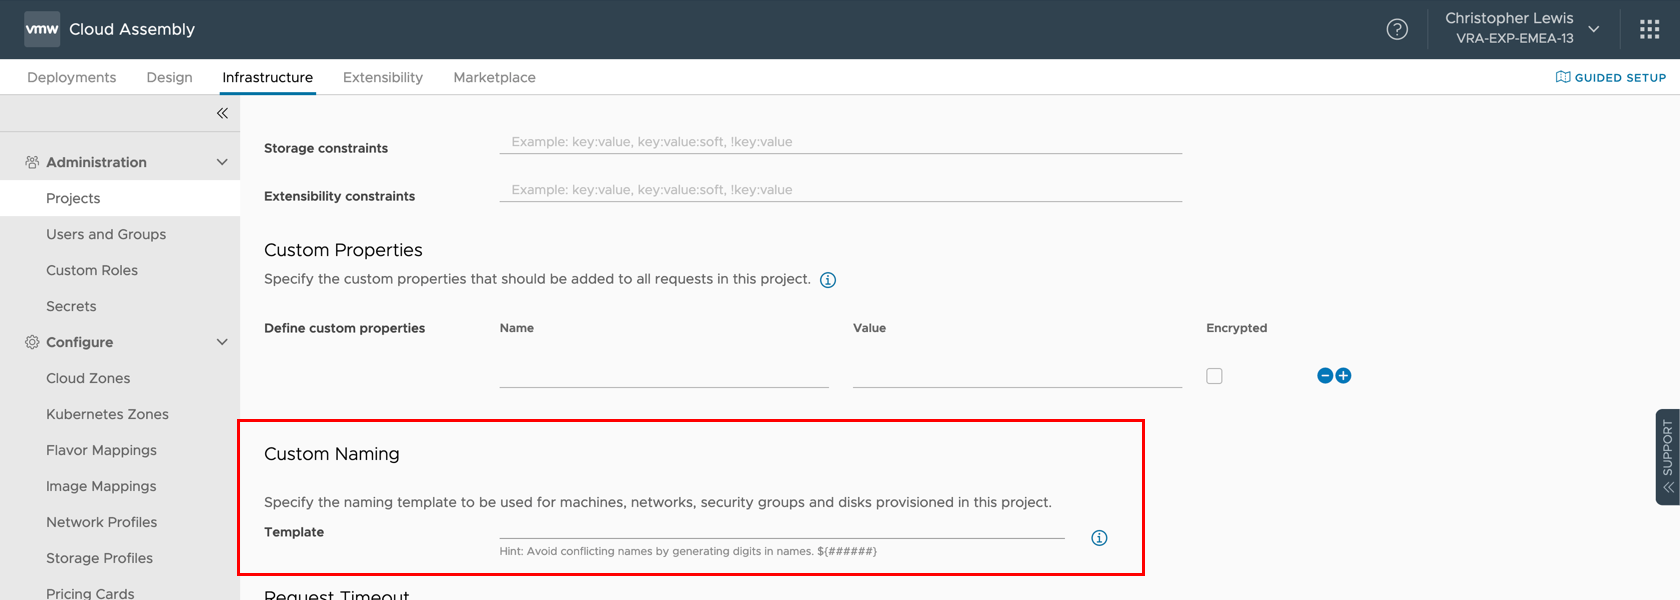 vmw Cloud Assembly
Christopher Lewis
VRA-EXP-EMEA-13
Deployments Design Infrastructure Extensibility Marketplace
GUIDED SETUP
Administration
Projects
Users and Groups
Custom Roles
Secrets
Configure
Cloud Zones
Kubernetes Zones
Flavor Mappings
Image Mappings
Network Profiles
Storage Profiles
Pricing Cards
Storage constraints Example: key:value, key:value:soft, !key:value
Extensibility constraints Example: key:value, key:value:soft, !key:value
Custom Properties
Specify the custom properties that should be added to all requests in this project.
Define custom properties Name Value Encrypted
Custom Naming
Specify the naming template to be used for machines, networks, security groups and disks provisioned in this project.
Template
Hint: Avoid conflicting names by generating digits in names. ${######}
Request Timeout
SUPPORT